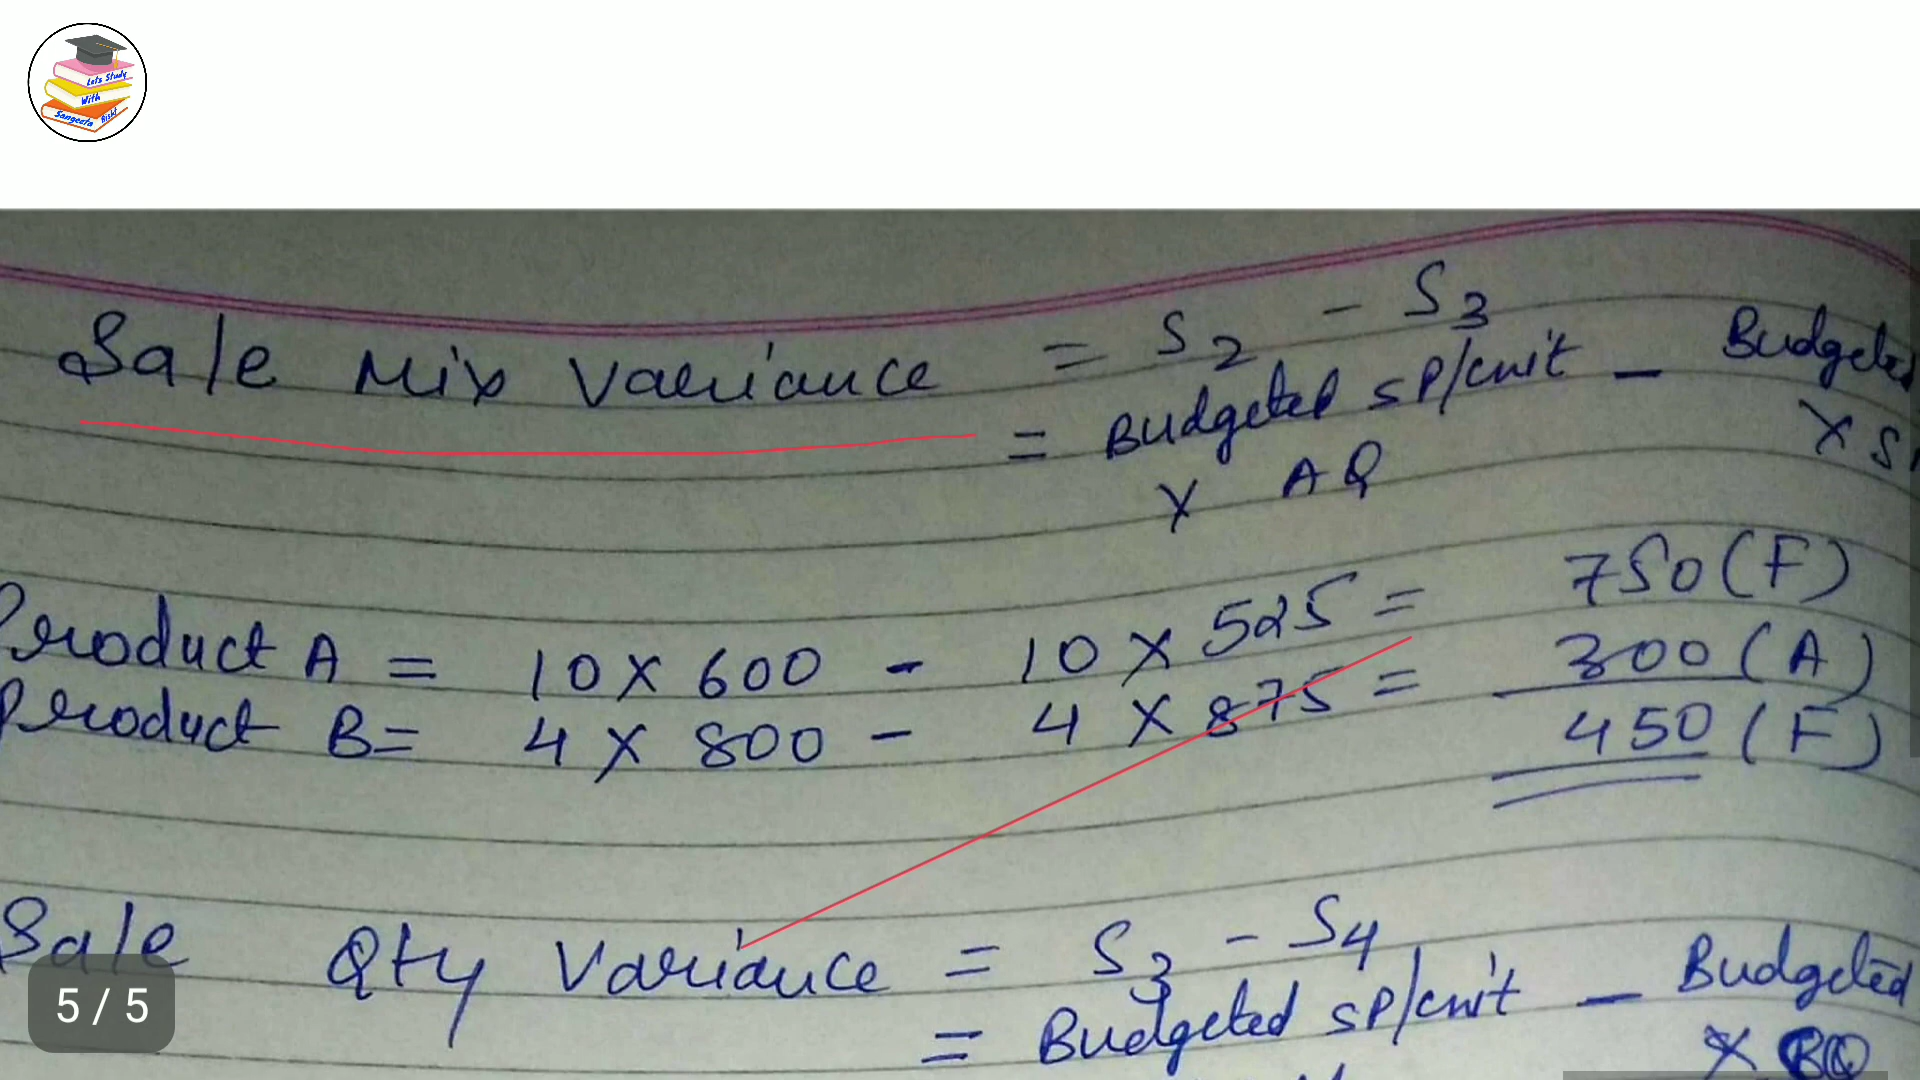 Lets Study
With
Sangeeta Bisht
Sale Mix Variance = S2 - S3
= Budgeted SP/unit - Budgeted
X AQ X S
Product A = 10 X 600 - 10 X 525 = 750 (F)
Product B = 4 X 800 - 4 X 875 = 300 (A)
450 (F)
Sale Qty Variance = S3 - S4
= Budgeted SP/unit - Budgeted
X BQ
5 / 5